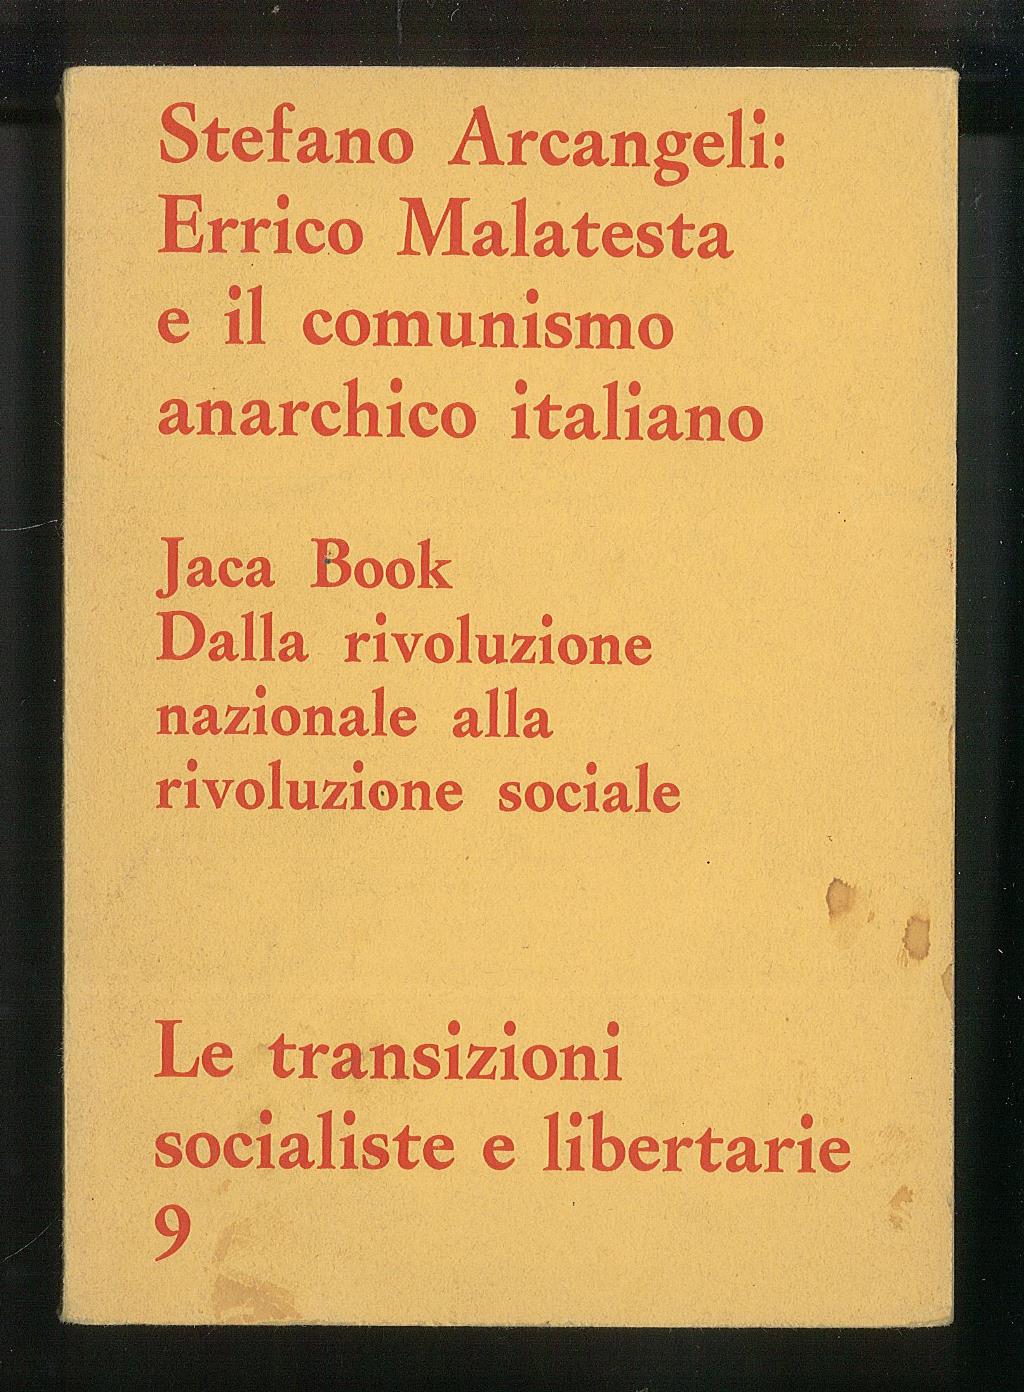 Stefano Arcangeli:
Errico Malatesta
e il comunismo
anarchico italiano
Jaca Book
Dalla rivoluzione
nazionale alla
rivoluzione sociale
Le transizioni
socialiste e libertarie
9